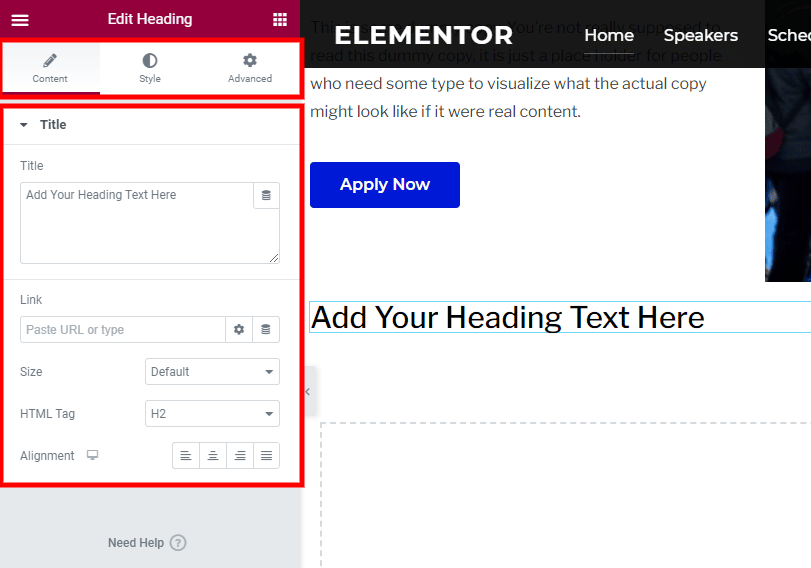 Edit Heading
Content
Style
Advanced
Title
Title
Add Your Heading Text Here
Link
Paste URL or type
Size
Default
HTML Tag
H2
Alignment
Need Help ?
This is a dummy copy. You're not really supposed to
ELEMENTOR
Home
Speakers
read this dummy copy, it is just a place holder for people
who need some type to visualize what the actual copy
might look like if it were real content.
Apply Now
Add Your Heading Text Here